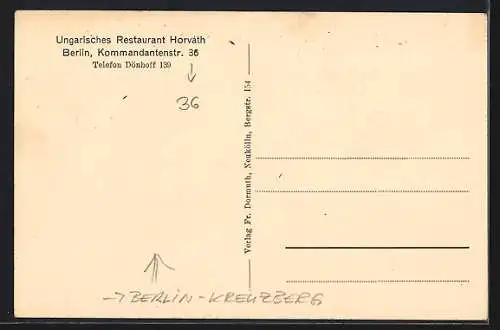 Ungarisches Restaurant Horváth
Berlin, Kommandantenstr. 36
Telefon Dönhoff 139
36
Verlag Fr. Dormuth, Neukölln, Bergstr. 154
→ BERLIN-KREUZBERG